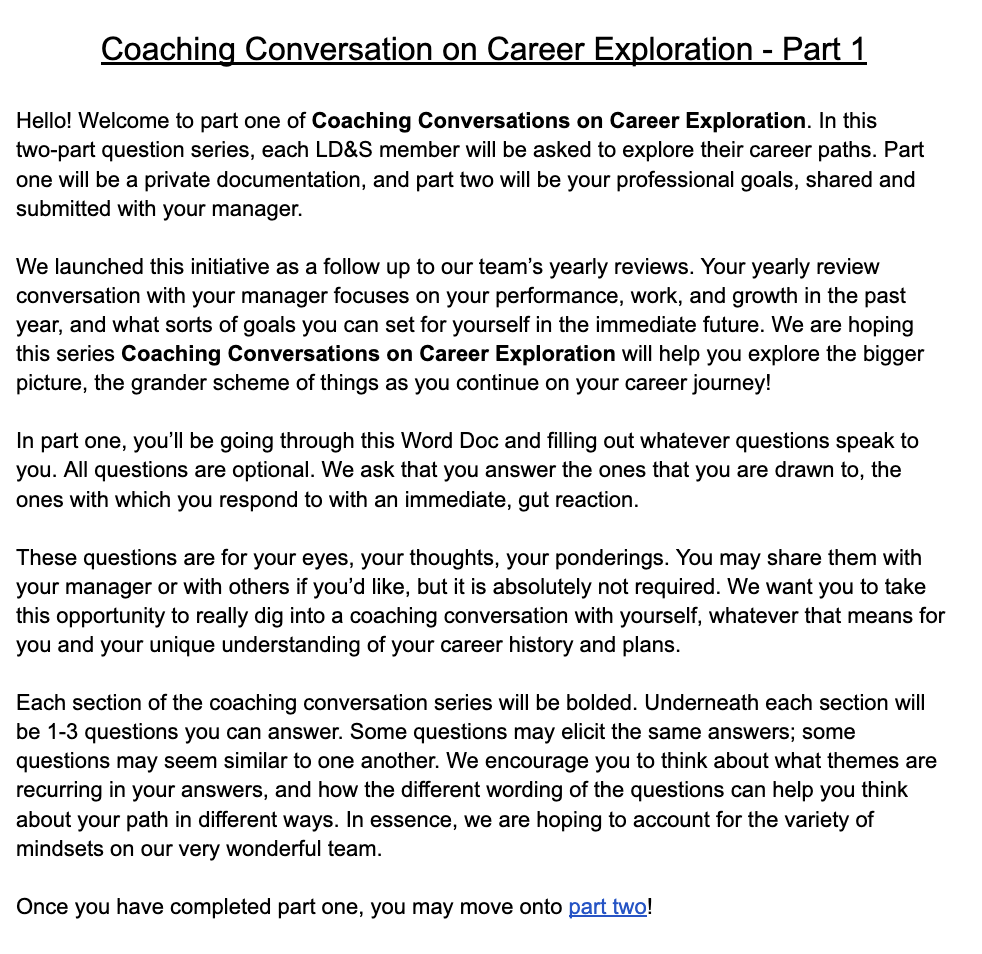 Coaching Conversation on Career Exploration - Part 1
Hello! Welcome to part one of Coaching Conversations on Career Exploration. In this
two-part question series, each LD&S member will be asked to explore their career paths. Part
one will be a private documentation, and part two will be your professional goals, shared and
submitted with your manager.
We launched this initiative as a follow up to our team’s yearly reviews. Your yearly review
conversation with your manager focuses on your performance, work, and growth in the past
year, and what sorts of goals you can set for yourself in the immediate future. We are hoping
this series Coaching Conversations on Career Exploration will help you explore the bigger
picture, the grander scheme of things as you continue on your career journey!
In part one, you’ll be going through this Word Doc and filling out whatever questions speak to
you. All questions are optional. We ask that you answer the ones that you are drawn to, the
ones with which you respond to with an immediate, gut reaction.
These questions are for your eyes, your thoughts, your ponderings. You may share them with
your manager or with others if you’d like, but it is absolutely not required. We want you to take
this opportunity to really dig into a coaching conversation with yourself, whatever that means for
you and your unique understanding of your career history and plans.
Each section of the coaching conversation series will be bolded. Underneath each section will
be 1-3 questions you can answer. Some questions may elicit the same answers; some
questions may seem similar to one another. We encourage you to think about what themes are
recurring in your answers, and how the different wording of the questions can help you think
about your path in different ways. In essence, we are hoping to account for the variety of
mindsets on our very wonderful team.
Once you have completed part one, you may move onto part two!